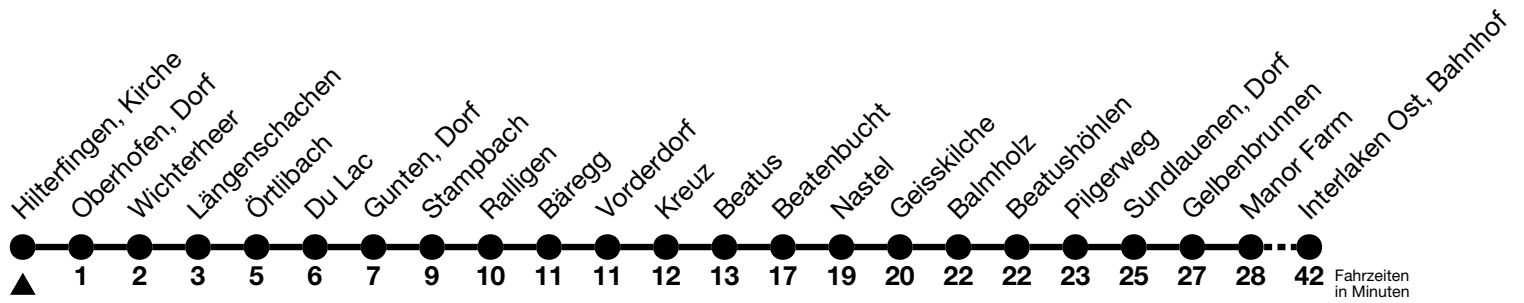 Hilterfingen, Kirche
Oberhofen, Dorf
Wichterheer
Längenschachen
Örtlibach
Du Lac
Gunten, Dorf
Stampbach
Ralligen
Bäregg
Vorderdorf
Kreuz
Beatus
Beatenbucht
Nastel
Geisskilche
Balmholz
Beatushöhlen
Pilgerweg
Sundlauenen, Dorf
Gelbenbrunnen
Manor Farm
Interlaken Ost, Bahnhof
1 2 3 5 6 7 9 10 11 11 12 13 17 19 20 22 22 23 25 27 28 42
Fahrzeiten
in Minuten